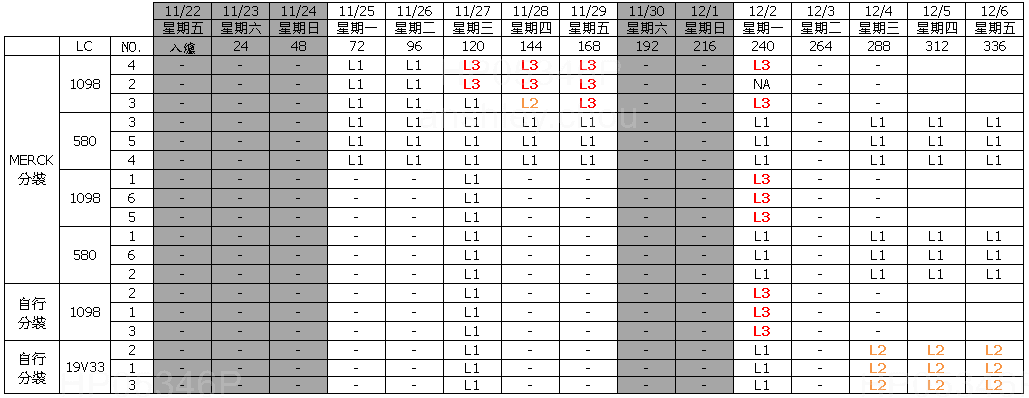 11/22 11/23 11/24 11/25 11/26 11/27 11/28 11/29 11/30 12/1 12/2 12/3 12/4 12/5 12/6
星期五 星期六 星期日 星期一 星期二 星期三 星期四 星期五 星期六 星期日 星期一 星期二 星期三 星期四 星期五
LC NO. 入爐 24 48 72 96 120 144 168 192 216 240 264 288 312 336
MERCK分裝 1098 4 - - - L1 L1 L3 L3 L3 - - L3 - -
2 - - - L1 L1 L3 L3 L3 - - NA - -
3 - - - L1 L1 L1 L2 L3 - - L3 - -
580 3 - - - L1 L1 L1 L1 L1 - - L1 - L1 L1 L1
5 - - - L1 L1 L1 L1 L1 - - L1 - L1 L1 L1
4 - - - L1 L1 L1 L1 L1 - - L1 - L1 L1 L1
1098 1 - - - - - L1 - - - - L3 - -
6 - - - - - L1 - - - - L3 - -
5 - - - - - L1 - - - - L3 - -
580 1 - - - - - L1 - - - - L1 - L1 L1 L1
6 - - - - - L1 - - - - L1 - L1 L1 L1
2 - - - - - L1 - - - - L1 - L1 L1 L1
自行分裝 1098 2 - - - - - L1 - - - - L3 - -
1 - - - - - L1 - - - - L3 - -
3 - - - - - L1 - - - - L3 - -
自行分裝 19V33 2 - - - - - L1 - - - - L1 - L2 L2 L2
1 - - - - - L1 - - - - L1 - L2 L2 L2
3 - - - - - L1 - - - - L1 - L2 L2 L2